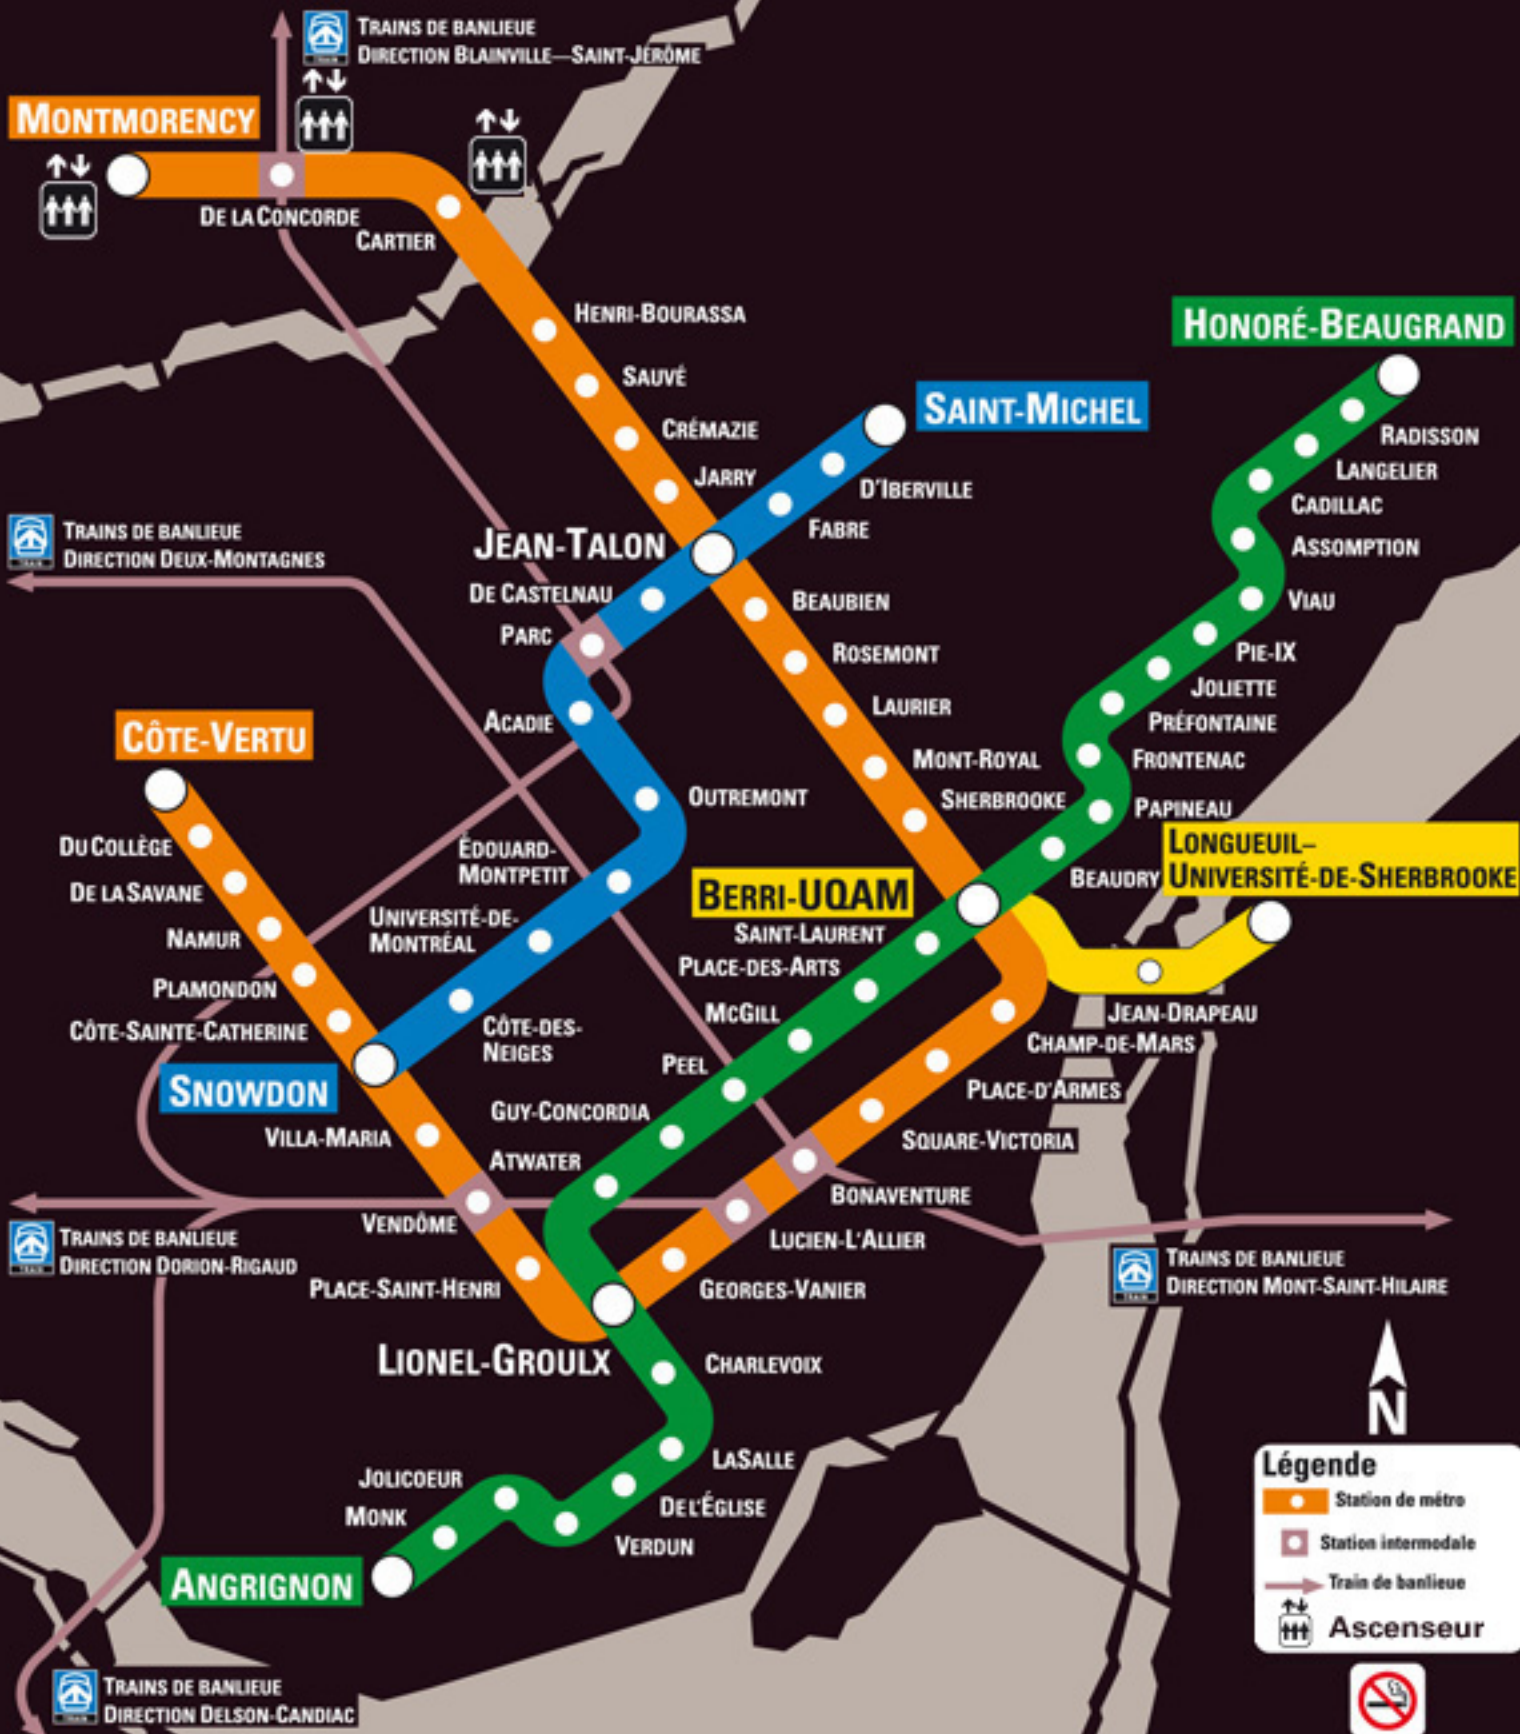 TRAINS DE BANLIEUE
DIRECTION BLAINVILLE—SAINT-JÉRÔME
TRAIN
MONTMORENCY
DE LA CONCORDE
CARTIER
HENRI-BOURASSA
HONORÉ-BEAUGRAND
SAUVÉ
SAINT-MICHEL
CRÉMAZIE
RADISSON
JARRY
LANGELIER
D'IBERVILLE
CADILLAC
FABRE
TRAINS DE BANLIEUE
DIRECTION DEUX-MONTAGNES
TRAIN
JEAN-TALON
ASSOMPTION
DE CASTELNAU
BEAUBIEN
VIAU
PARC
ROSEMONT
PIE-IX
JOLIETTE
LAURIER
ACADIE
PRÉFONTAINE
CÔTE-VERTU
MONT-ROYAL
FRONTENAC
OUTREMONT
SHERBROOKE
PAPINEAU
DU COLLÈGE
ÉDOUARD-
MONTPETIT
LONGUEUIL–
UNIVERSITÉ-DE-SHERBROOKE
BEAUDRY
DE LA SAVANE
BERRI-UQAM
UNIVERSITÉ-DE-
MONTRÉAL
NAMUR
SAINT-LAURENT
PLACE-DES-ARTS
PLAMONDON
MCGILL
JEAN-DRAPEAU
CÔTE-SAINTE-CATHERINE
CÔTE-DES-
NEIGES
CHAMP-DE-MARS
PEEL
SNOWDON
PLACE-D'ARMES
GUY-CONCORDIA
VILLA-MARIA
SQUARE-VICTORIA
ATWATER
BONAVENTURE
VENDÔME
LUCIEN-L'ALLIER
TRAINS DE BANLIEUE
DIRECTION DORION-RIGAUD
TRAIN
TRAINS DE BANLIEUE
DIRECTION MONT-SAINT-HILAIRE
TRAIN
PLACE-SAINT-HENRI
GEORGES-VANIER
LIONEL-GROULX
CHARLEVOIX
N
LASALLE
Légende
JOLICOEUR
Station de métro
DE L'ÉGLISE
MONK
VERDUN
Station intermodale
ANGRIGNON
Train de banlieue
Ascenseur
TRAINS DE BANLIEUE
DIRECTION DELSON-CANDIAC
TRAIN